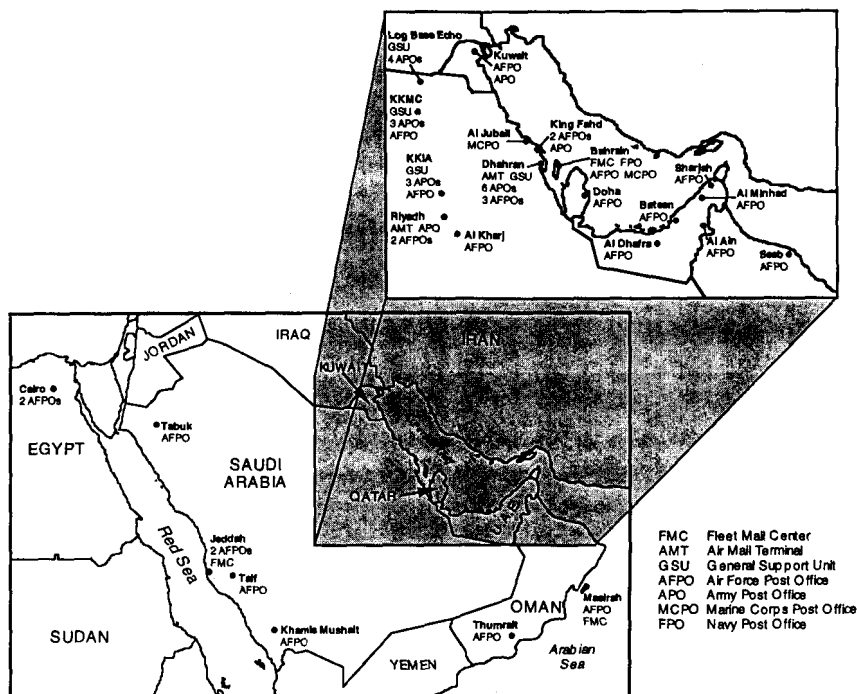 Log Base Echo
GSU
4 APOs
Kuwait
AFPO
APO
KKMC
GSU
3 APOs
AFPO
Al Jubail
MCPO
King Fahd
2 AFPOs
APO
KKIA
GSU
3 APOs
AFPO
Dhahran
AMT GSU
6 APOs
3 AFPOs
Bahrain
FMC FPO
AFPO MCPO
Sharjah
AFPO
Doha
AFPO
Al Minhad
AFPO
Bateen
AFPO
Riyadh
AMT APO
2 AFPOs
Al Kharj
AFPO
Al Dhafra
AFPO
Al Ain
AFPO
Seeb
AFPO
JORDAN
IRAQ
IRAN
KUWAIT
Cairo
2 AFPOs
Tabuk
AFPO
EGYPT
SAUDI
ARABIA
QATAR
UAE
Red Sea
Jeddah
2 AFPOs
FMC
Taif
AFPO
Masirah
AFPO
FMC
OMAN
Khamis Mushait
AFPO
Thumrait
AFPO
SUDAN
YEMEN
Arabian
Sea
FMC Fleet Mail Center
AMT Air Mail Terminal
GSU General Support Unit
AFPO Air Force Post Office
APO Army Post Office
MCPO Marine Corps Post Office
FPO Navy Post Office